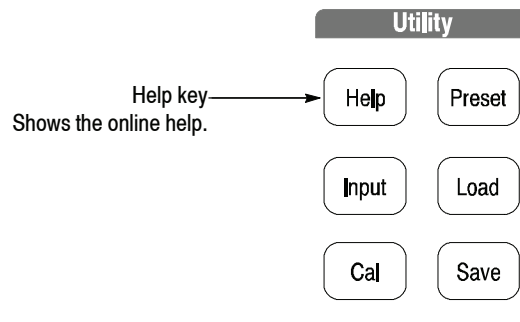 Utility
Help key
Shows the online help.
Help
Preset
Input
Load
Cal
Save